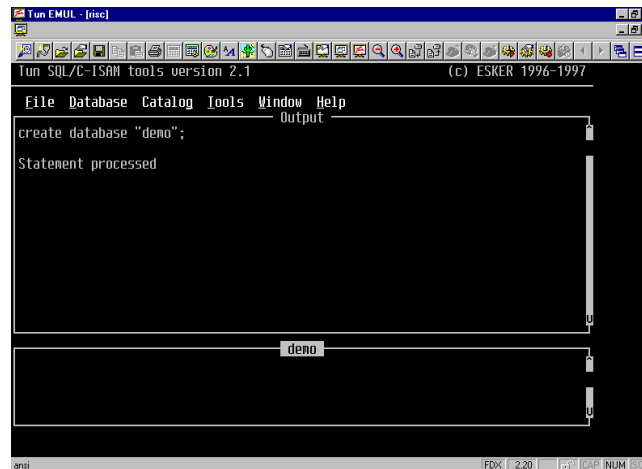 Tun EMUL - [risc]
Tun SQL/C-ISAM tools version 2.1 (c) ESKER 1996-1997
File Database Catalog Tools Window Help
Output
create database "demo";
Statement processed
demo
ansi FDX 2.20 CAP NUM